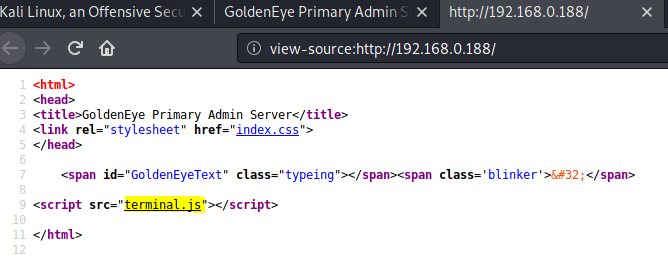 Kali Linux, an Offensive Secu
GoldenEye Primary Admin S
http://192.168.0.188/
view-source:http://192.168.0.188/
1 <html>
2 <head>
3 <title>GoldenEye Primary Admin Server</title>
4 <link rel="stylesheet" href="index.css">
5 </head>
6
7 <span id="GoldenEyeText" class="typeing"></span><span class='blinker'>&#32;</span>
8
9 <script src="terminal.js"></script>
10
11 </html>
12